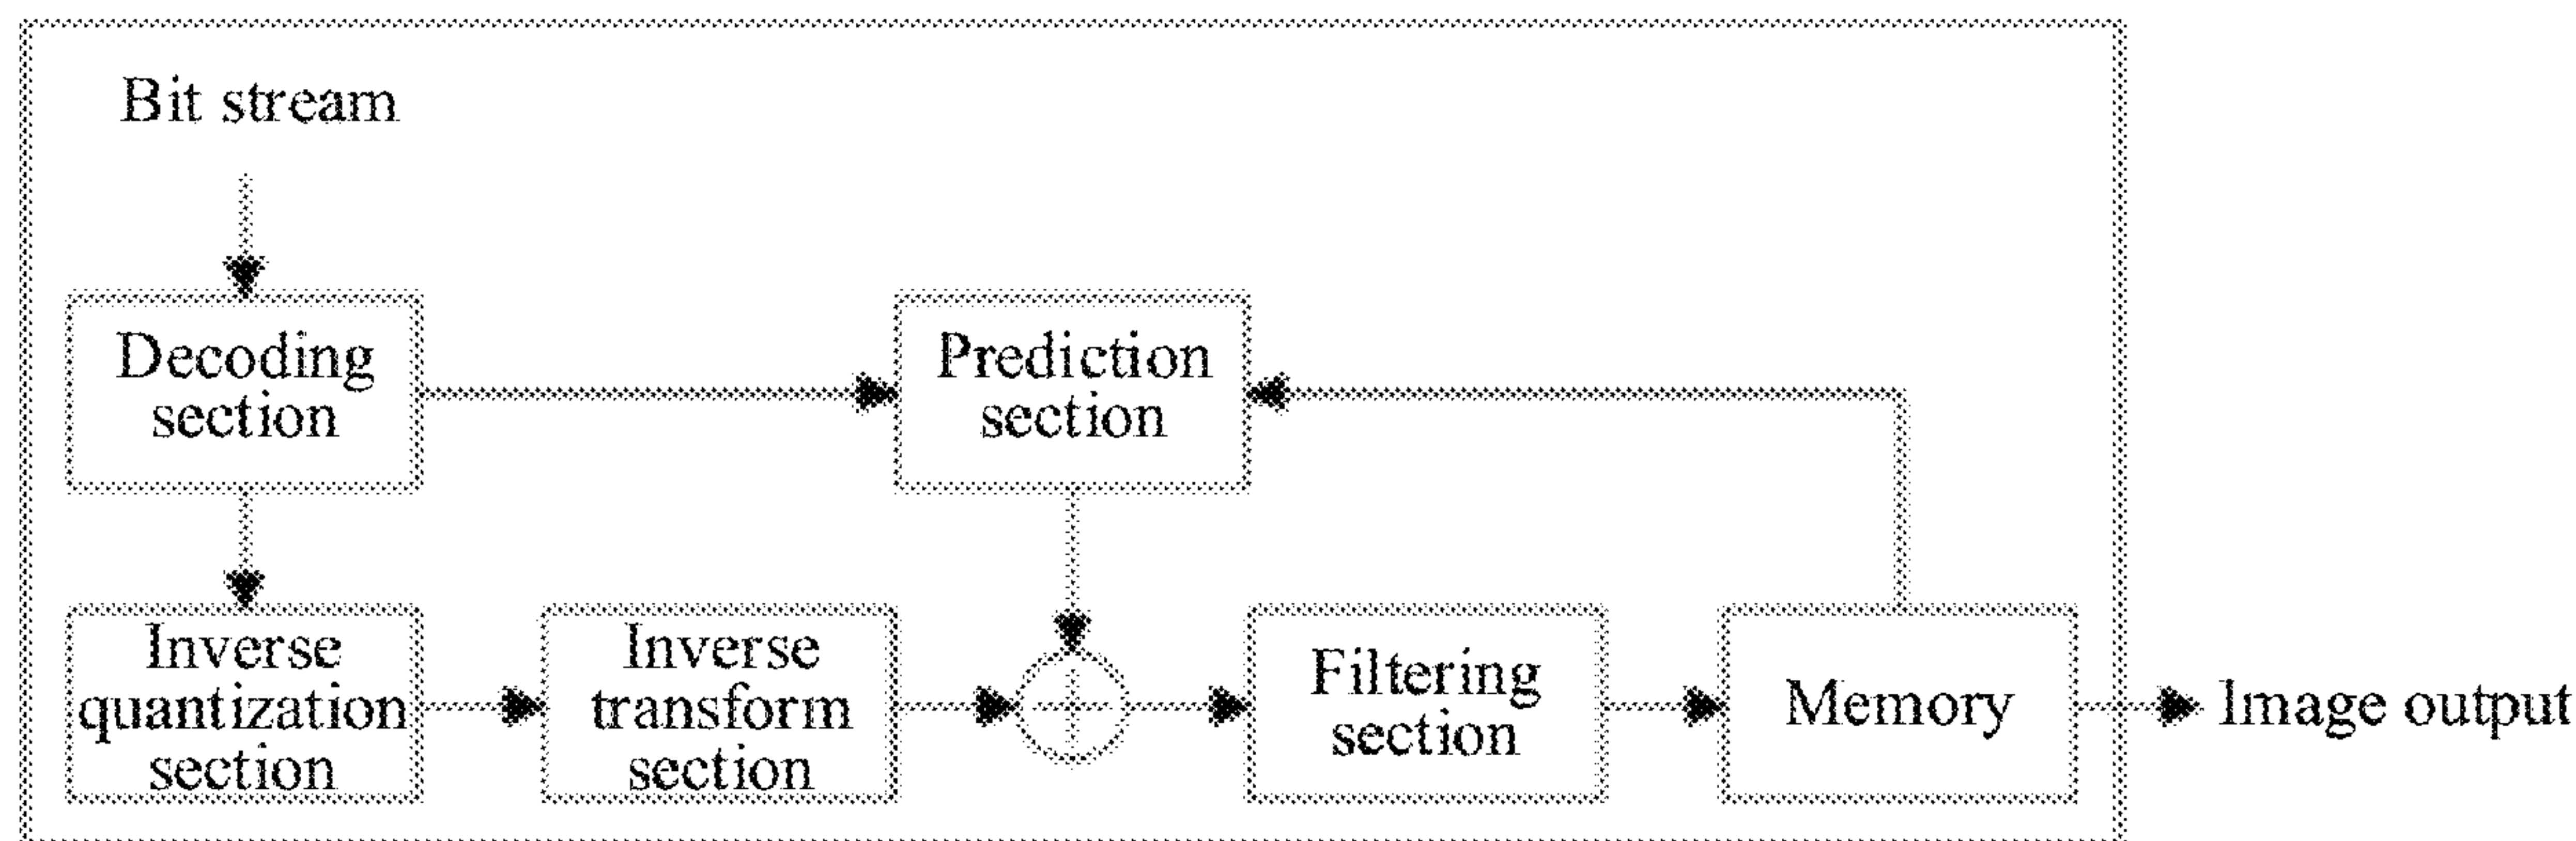 Bit stream
Decoding
section
Prediction
section
Inverse
quantization
section
Inverse
transform
section
Filtering
section
Memory
Image output